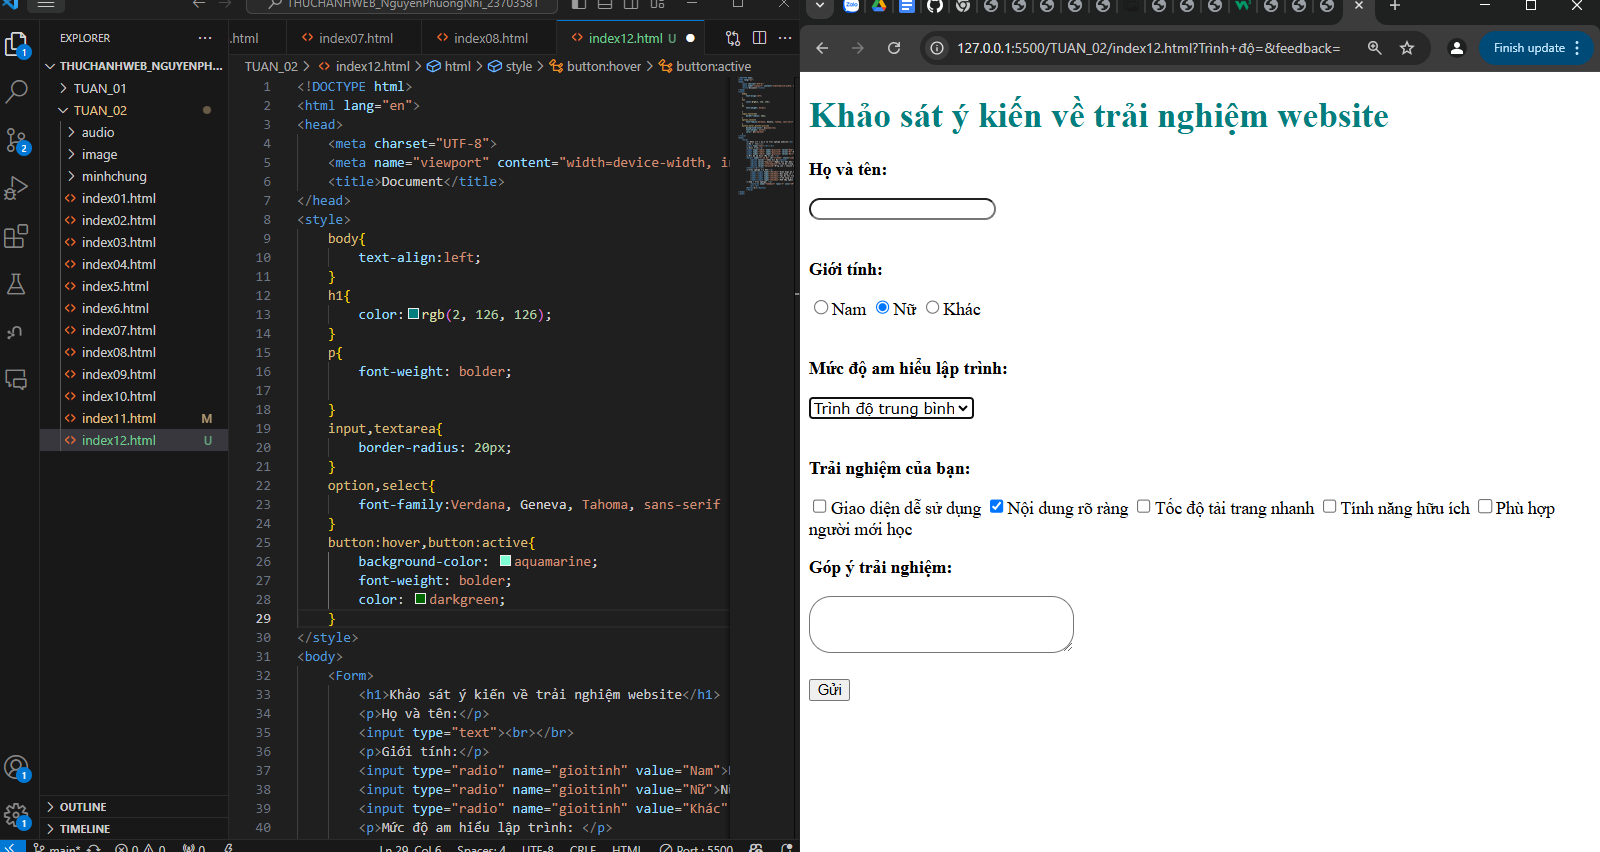 THUCHANHWEB_NguyenPhuongNhi_23703581
EXPLORER
THUCHANHWEB_NGUYENPH...
TUAN_01
TUAN_02
audio
image
minhchung
index01.html
index02.html
index03.html
index04.html
index5.html
index6.html
index07.html
index08.html
index09.html
index10.html
index11.html M
index12.html U
OUTLINE
TIMELINE
.html
index07.html
index08.html
index12.html U
TUAN_02 > index12.html > html > style > button:hover > button:active
1 <!DOCTYPE html>
2 <html lang="en">
3 <head>
4 <meta charset="UTF-8">
5 <meta name="viewport" content="width=device-width, in
6 <title>Document</title>
7 </head>
8 <style>
9 body{
10 text-align:left;
11 }
12 h1{
13 color: rgb(2, 126, 126);
14 }
15 p{
16 font-weight: bolder;
17
18 }
19 input,textarea{
20 border-radius: 20px;
21 }
22 option,select{
23 font-family:Verdana, Geneva, Tahoma, sans-serif
24 }
25 button:hover,button:active{
26 background-color: aquamarine;
27 font-weight: bolder;
28 color: darkgreen;
29 }
30 </style>
31 <body>
32 <Form>
33 <h1>Khảo sát ý kiến về trải nghiệm website</h1>
34 <p>Họ và tên:</p>
35 <input type="text"><br></br>
36 <p>Giới tính:</p>
37 <input type="radio" name="gioitinh" value="Nam">
38 <input type="radio" name="gioitinh" value="Nữ">Nữ
39 <input type="radio" name="gioitinh" value="Khác"
40 <p>Mức độ am hiểu lập trình: </p>
main* 0 0 0 Ln 29, Col 6 Spaces: 4 UTF-8 CRLF HTML Port : 5500
127.0.0.1:5500/TUAN_02/index12.html?Trình+độ=&feedback=
Finish update
Khảo sát ý kiến về trải nghiệm website
Họ và tên:
Giới tính:
Nam Nữ Khác
Mức độ am hiểu lập trình:
Trình độ trung bình
Trải nghiệm của bạn:
Giao diện dễ sử dụng Nội dung rõ ràng Tốc độ tải trang nhanh Tính năng hữu ích Phù hợp
người mới học
Góp ý trải nghiệm:
Gửi